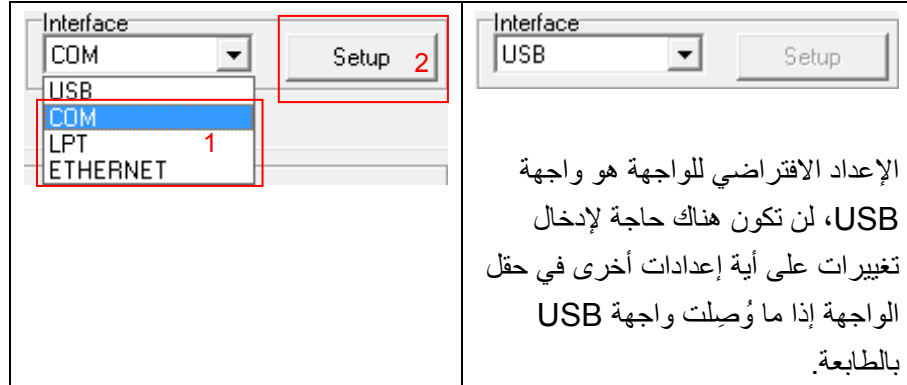 Interface
COM
Setup 2
USB
COM
LPT 1
ETHERNET
Interface
USB
Setup
الإعداد الافتراضي للواجهة هو واجهة
USB، لن تكون هناك حاجة لإدخال
تغييرات على أية إعدادات أخرى في حقل
الواجهة إذا ما وُصِلت واجهة USB
بالطابعة.